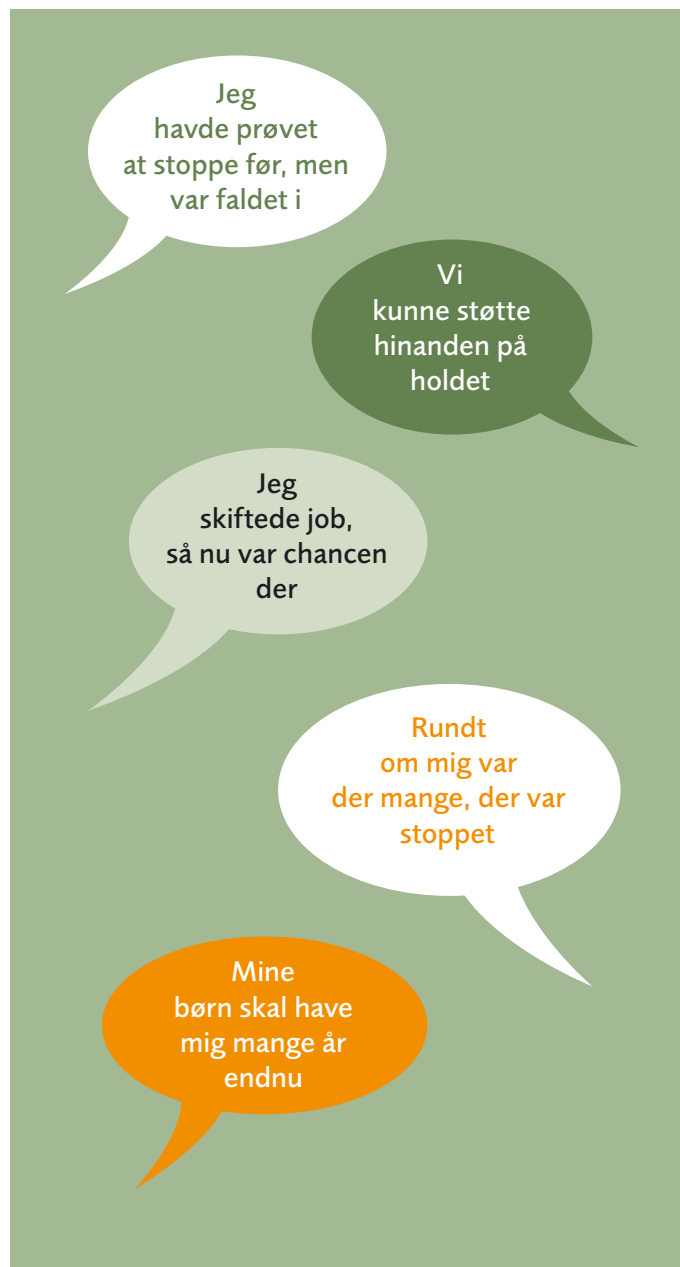 Jeg
havde prøvet
at stoppe før, men
var faldet i
Vi
kunne støtte
hinanden på
holdet
Jeg
skiftede job,
så nu var chancen
der
Rundt
om mig var
der mange, der var
stoppet
Mine
børn skal have
mig mange år
endnu